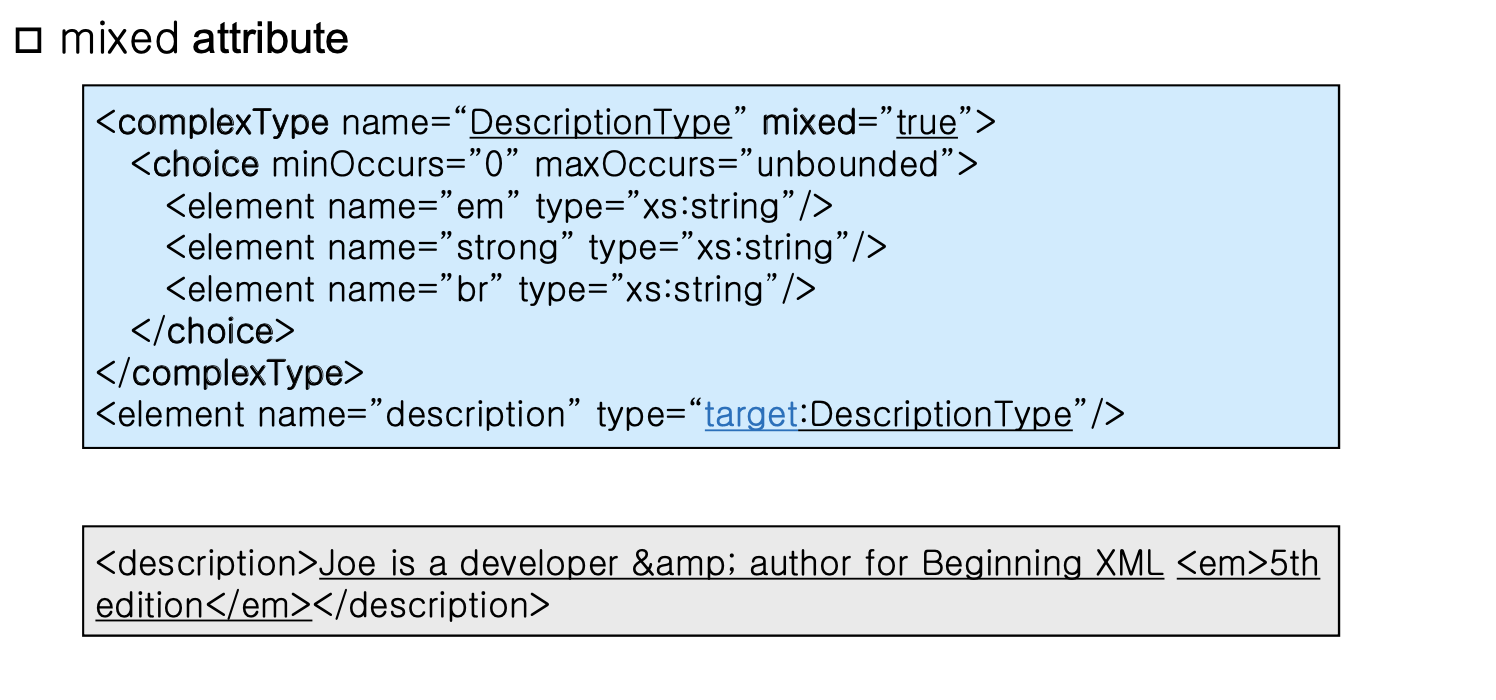 mixed attribute
<complexType name=“DescriptionType” mixed=”true”>
<choice minOccurs=”0” maxOccurs=”unbounded”>
<element name=”em” type=”xs:string”/>
<element name=”strong” type=”xs:string”/>
<element name=”br” type=”xs:string”/>
</choice>
</complexType>
<element name=”description” type=“target:DescriptionType”/>
<description>Joe is a developer &amp; author for Beginning XML <em>5th
edition</em></description>